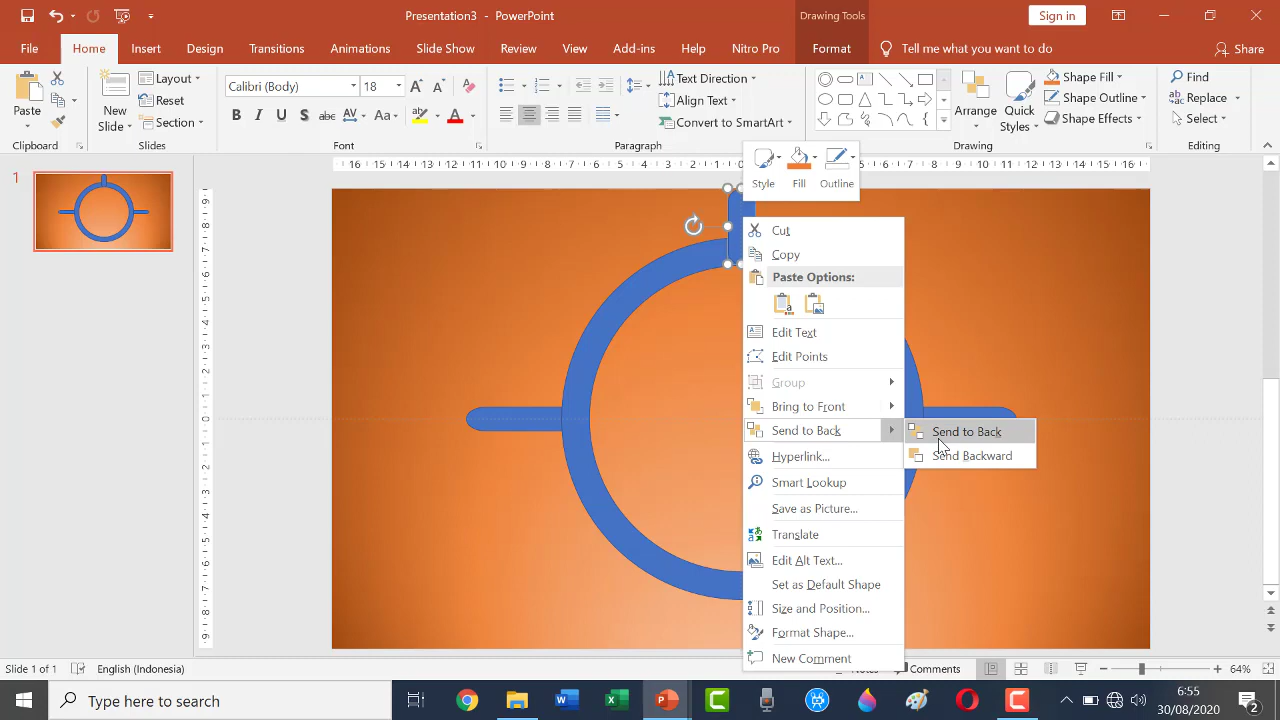 Presentation3 - PowerPoint
Drawing Tools
Sign in
File Home Insert Design Transitions Animations Slide Show Review View Add-ins Help Nitro Pro Format Tell me what you want to do Share
Paste
New Slide
Layout
Reset
Section
Calibri (Body) 18
Text Direction
Align Text
Convert to SmartArt
Arrange
Quick Styles
Shape Fill
Shape Outline
Shape Effects
Find
Replace
Select
Clipboard Slides Font Paragraph Drawing Editing
Style Fill Outline
1
Cut
Copy
Paste Options:
Edit Text
Edit Points
Group
Bring to Front
Send to Back
Send to Back
Send Backward
Hyperlink...
Smart Lookup
Save as Picture...
Translate
Edit Alt Text...
Set as Default Shape
Size and Position...
Format Shape...
New Comment
Slide 1 of 1 English (Indonesia) Notes Comments 64%
Type here to search
6:55
30/08/2020
2